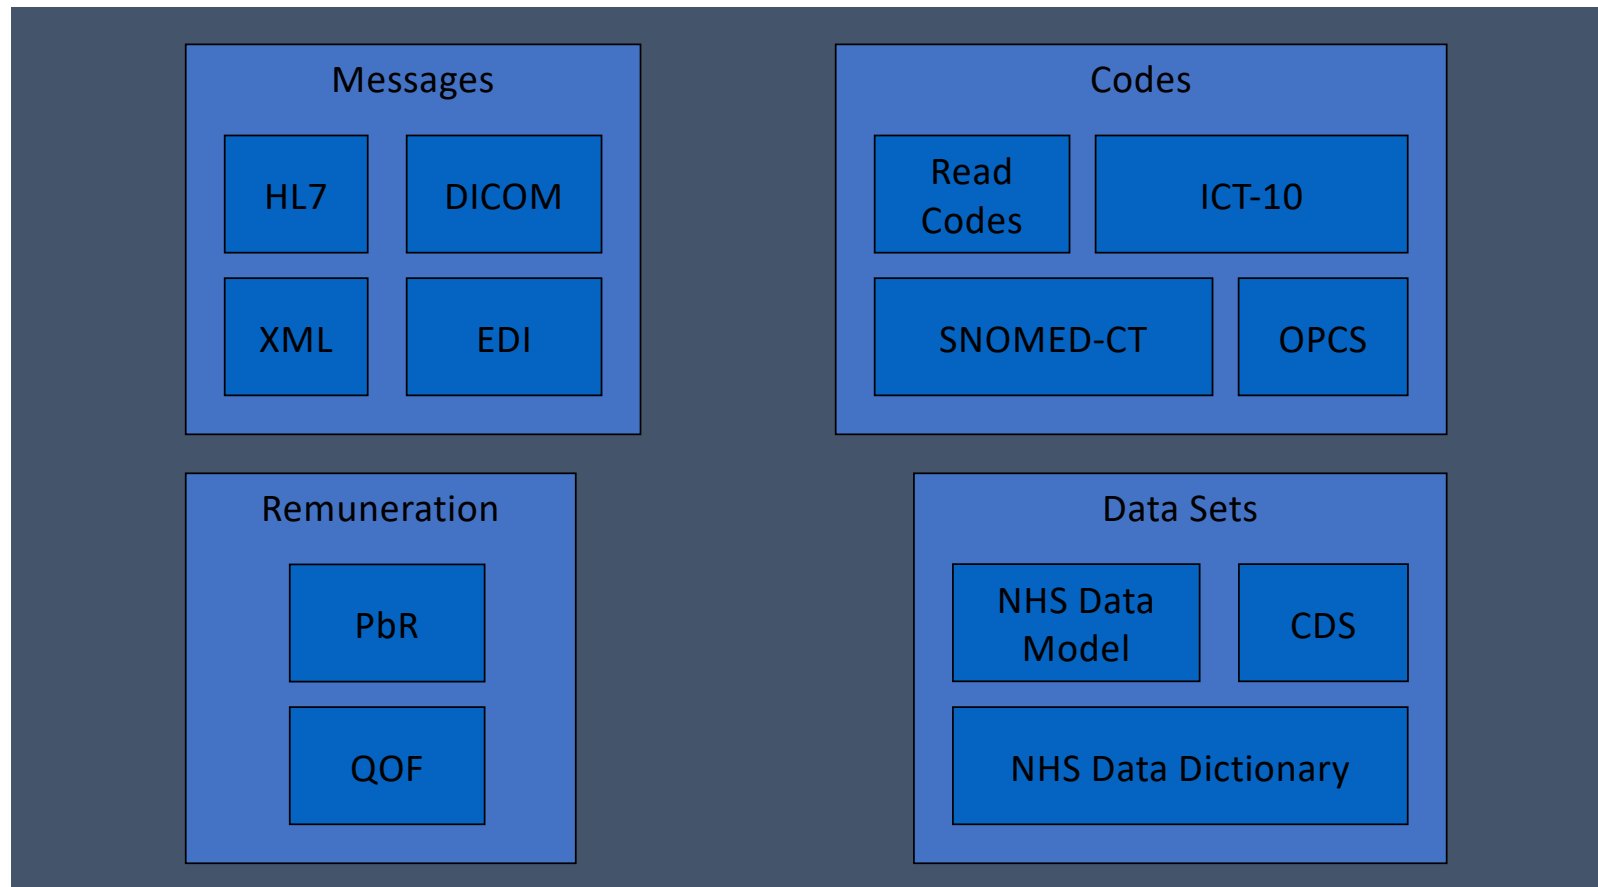 Messages
HL7
DICOM
XML
EDI
Codes
Read
Codes
ICT-10
SNOMED-CT
OPCS
Remuneration
PbR
QOF
Data Sets
NHS Data
Model
CDS
NHS Data Dictionary